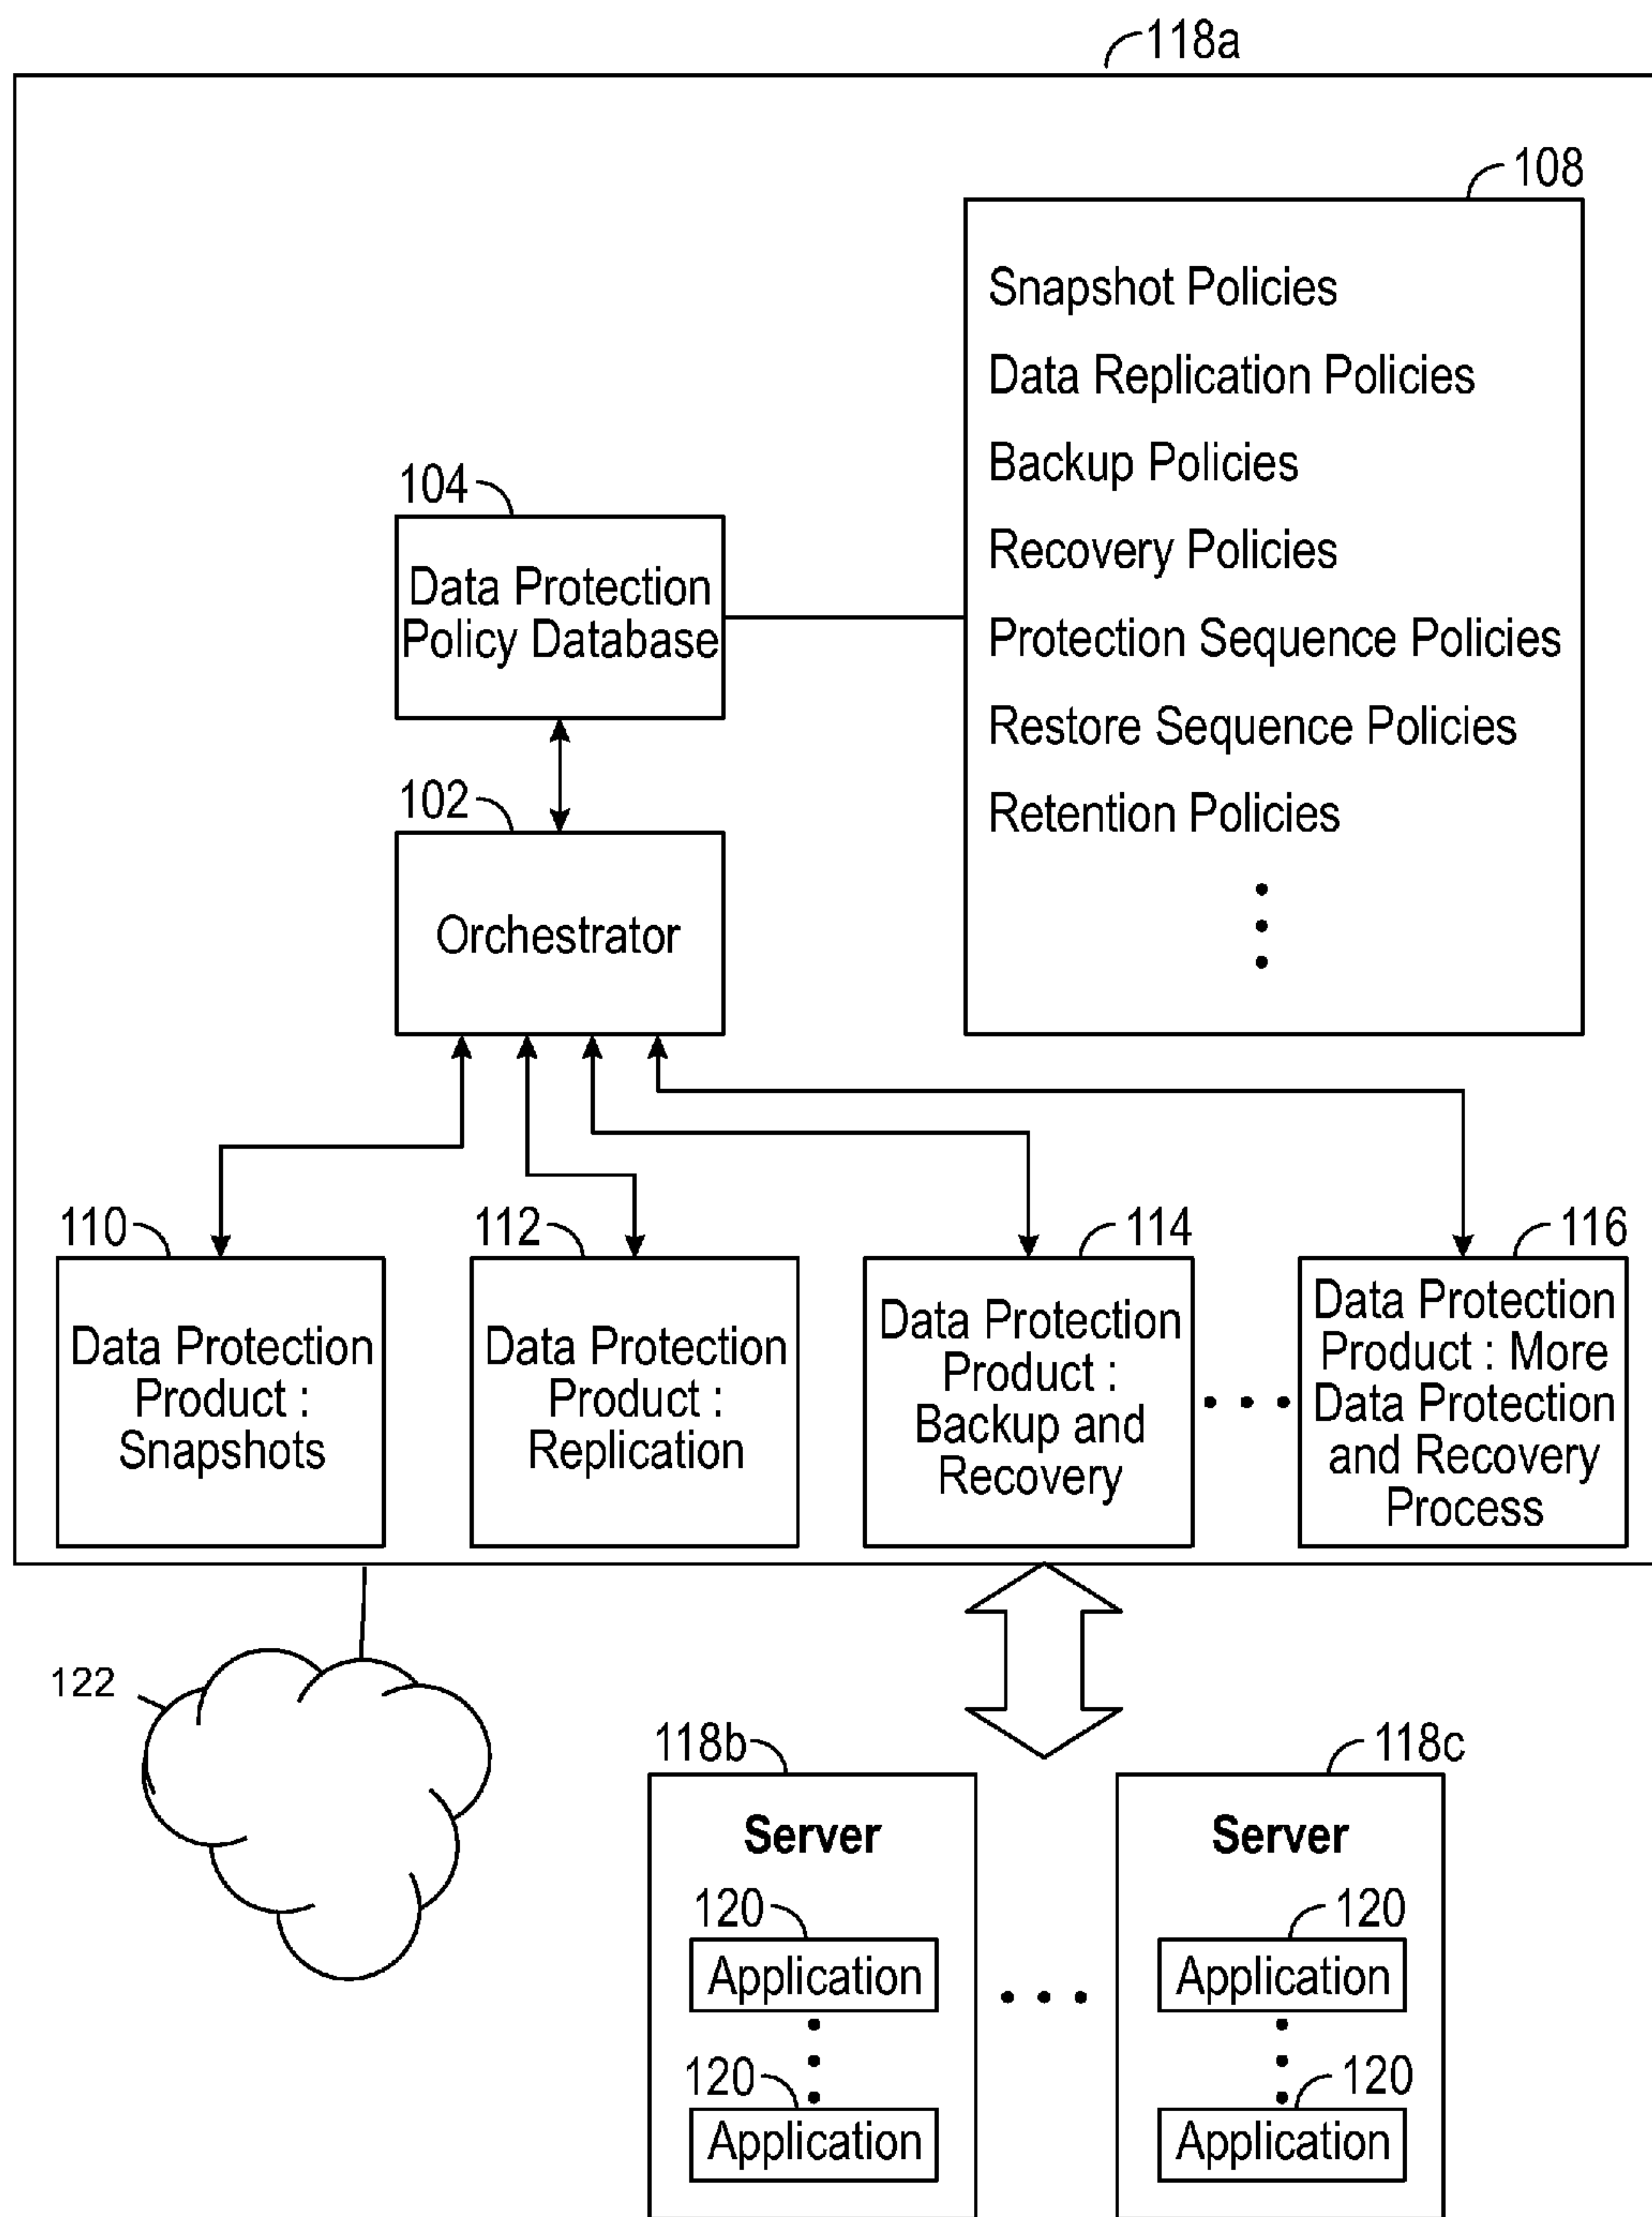 118a
108
Snapshot Policies
Data Replication Policies
Backup Policies
Recovery Policies
Protection Sequence Policies
Restore Sequence Policies
Retention Policies
104
Data Protection
Policy Database
102
Orchestrator
110
Data Protection
Product :
Snapshots
112
Data Protection
Product :
Replication
114
Data Protection
Product :
Backup and
Recovery
116
Data Protection
Product : More
Data Protection
and Recovery
Process
122
118b
Server
120
Application
120
Application
118c
Server
120
Application
120
Application